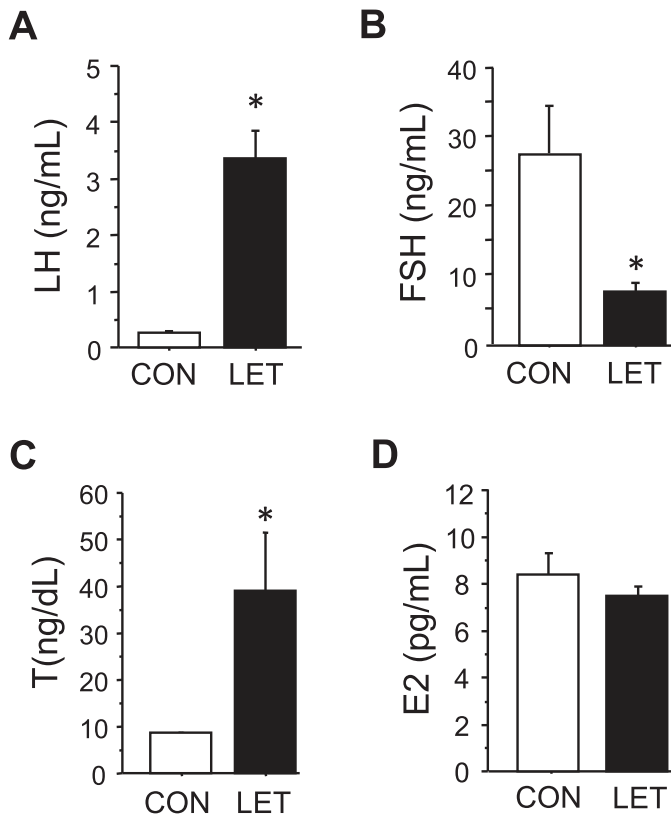 A
LH (ng/mL)
5
4
3
2
1
0
*
CON LET
B
FSH (ng/mL)
40
30
20
10
0
*
CON LET
C
T(ng/dL)
60
50
40
30
20
10
0
*
CON LET
D
E2 (pg/mL)
12
10
8
6
4
2
0
CON LET